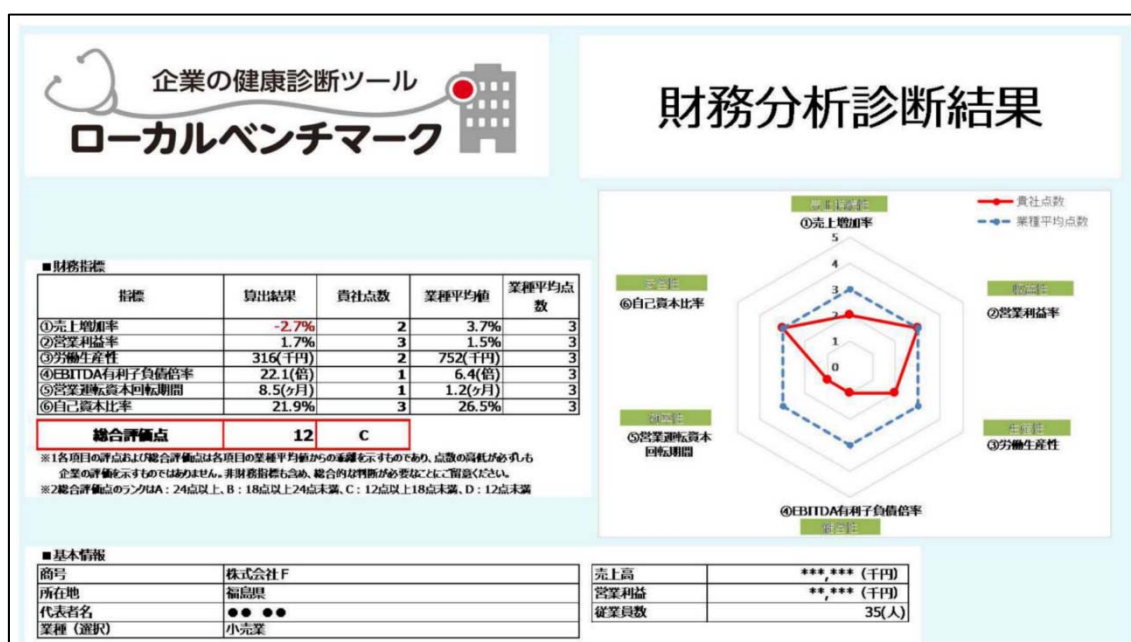 企業の健康診断ツール
ローカルベンチマーク
財務分析診断結果
■財務指標
指標 算出結果 貴社点数 業種平均値 業種平均点数
①売上増加率 -2.7% 2 3.7% 3
②営業利益率 1.7% 3 1.5% 3
③労働生産性 316(千円) 2 752(千円) 3
④EBITDA有利子負債倍率 22.1(倍) 1 6.4(倍) 3
⑤営業運転資本回転期間 8.5(ヶ月) 1 1.2(ヶ月) 3
⑥自己資本比率 21.9% 3 26.5% 3
総合評価点 12 C
※1各項目の評点および総合評価点は各項目の業種平均値からの乖離を示すものであり、点数の高低が必ずしも
企業の評価を示すものではありません。非財務指標も含め、総合的な判断が必要なことにご留意ください。
※2総合評価点のランクはA：24点以上、B：18点以上24点未満、C：12点以上18点未満、D：12点未満
貴社点数
業種平均点数
①売上増加率
5
4
3
2
1
0
②営業利益率
生産性
③労働生産性
④EBITDA有利子負債倍率
⑤営業運転資本
回転期間
⑥自己資本比率
■基本情報
商号 株式会社F
所在地 福島県
代表者名 ●● ●●
業種（選択） 小売業
売上高 ***,***（千円）
営業利益 **,***（千円）
従業員数 35(人)